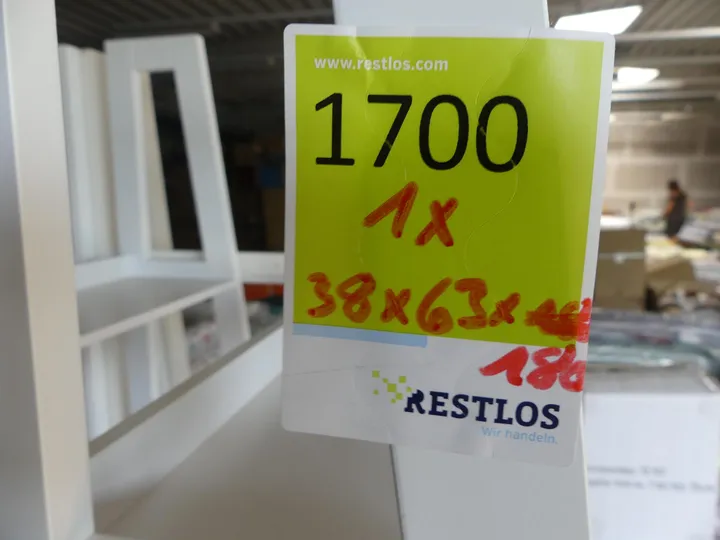 www.restlos.com
1700
1x
38x63x
186
RESTLOS
Wir handeln.